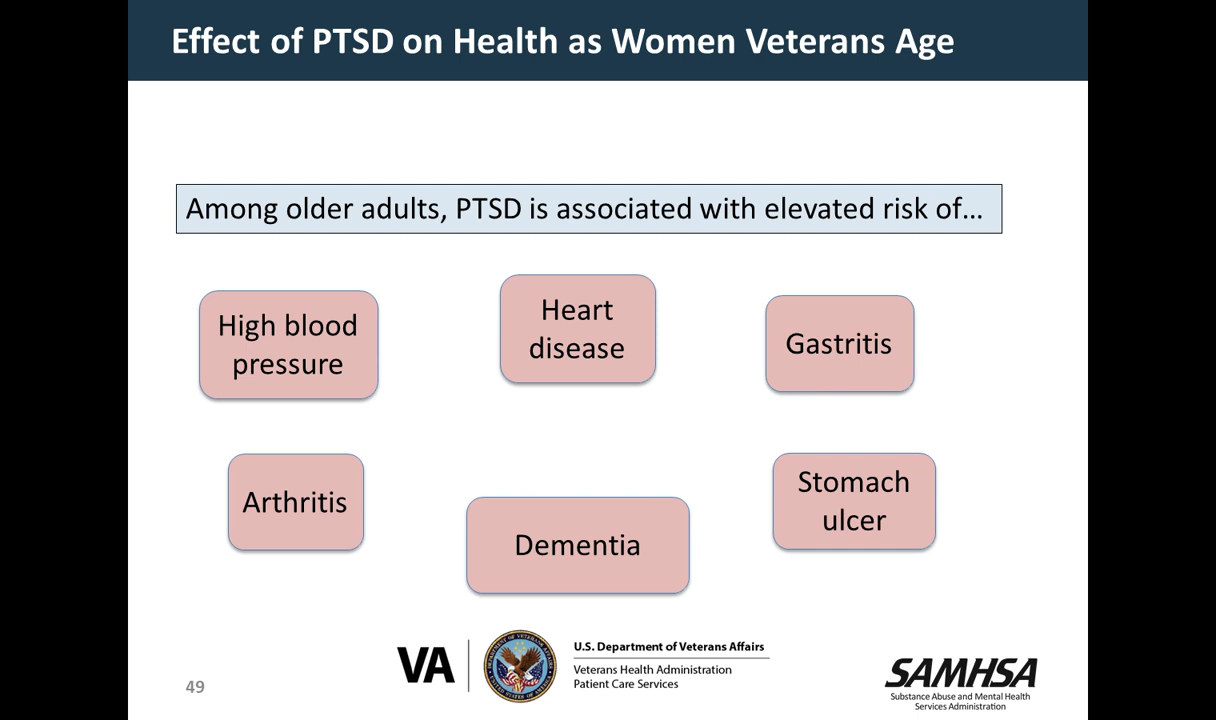 Effect of PTSD on Health as Women Veterans Age
Among older adults, PTSD is associated with elevated risk of…
High blood
pressure
Heart
disease
Gastritis
Arthritis
Dementia
Stomach
ulcer
49
VA
U.S. Department of Veterans Affairs
Veterans Health Administration
Patient Care Services
SAMHSA
Substance Abuse and Mental Health
Services Administration